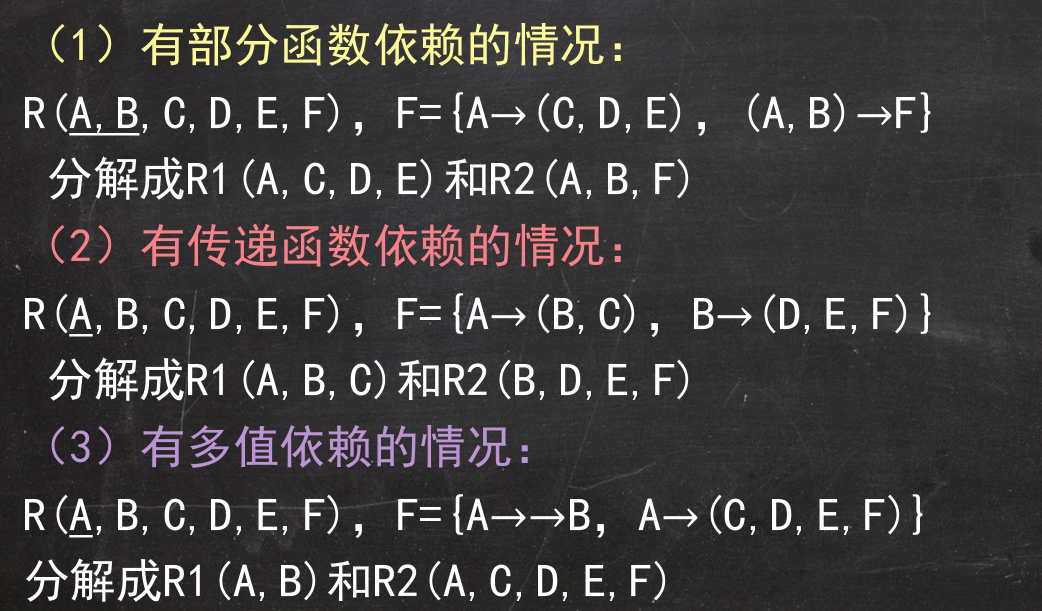 （1）有部分函数依赖的情况：
R(A,B,C,D,E,F)，F={A→(C,D,E)，(A,B)→F}
分解成R1(A,C,D,E)和R2(A,B,F)
（2）有传递函数依赖的情况：
R(A,B,C,D,E,F)，F={A→(B,C)，B→(D,E,F)}
分解成R1(A,B,C)和R2(B,D,E,F)
（3）有多值依赖的情况：
R(A,B,C,D,E,F)，F={A→→B，A→(C,D,E,F)}
分解成R1(A,B)和R2(A,C,D,E,F)